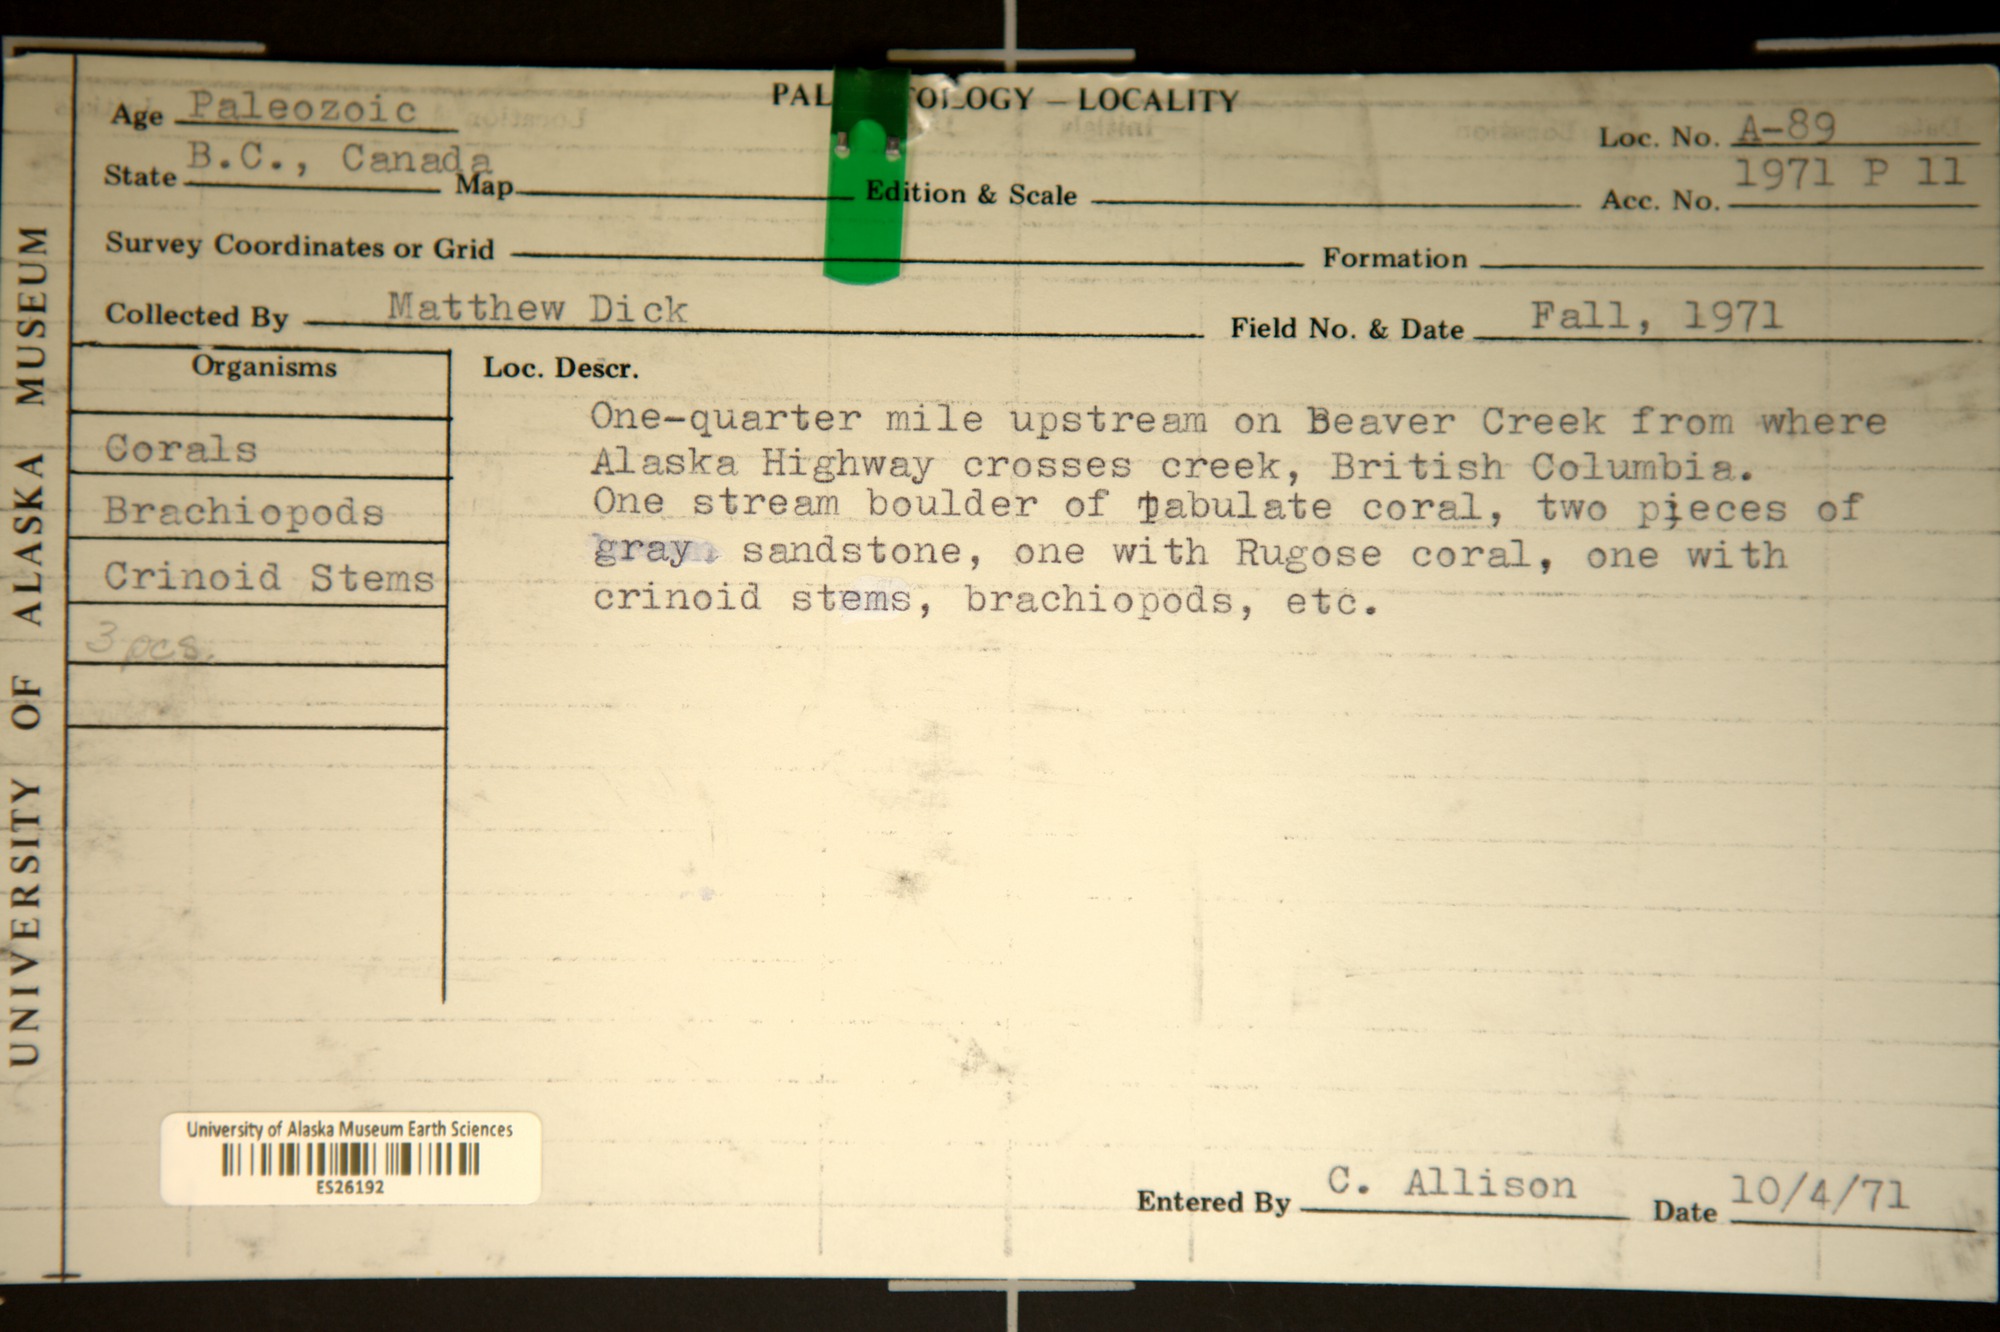 PAL TOLOGY – LOCALITY
Age Paleozoic
Loc. No. A-89
State B.C., Canada Map Edition & Scale
Acc. No. 1971 P 11
Survey Coordinates or Grid Formation
Collected By Matthew Dick Field No. & Date Fall, 1971
UNIVERSITY OF ALASKA MUSEUM
Organisms
Corals
Brachiopods
Crinoid Stems
3 pcs.
Loc. Descr.
One-quarter mile upstream on Beaver Creek from where
Alaska Highway crosses creek, British Columbia.
One stream boulder of tabulate coral, two pieces of
gray sandstone, one with Rugose coral, one with
crinoid stems, brachiopods, etc.
University of Alaska Museum Earth Sciences
ES26192
Entered By C. Allison Date 10/4/71